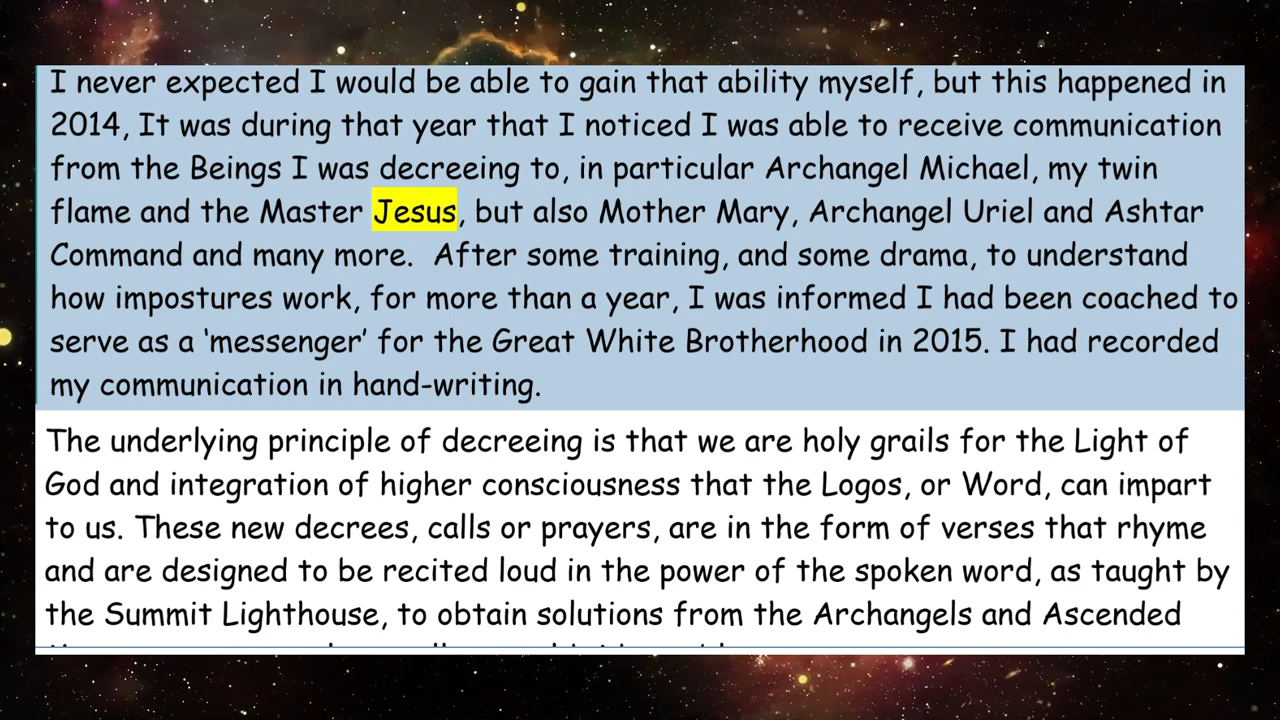 I never expected I would be able to gain that ability myself, but this happened in
2014, It was during that year that I noticed I was able to receive communication
from the Beings I was decreeing to, in particular Archangel Michael, my twin
flame and the Master Jesus, but also Mother Mary, Archangel Uriel and Ashtar
Command and many more.  After some training, and some drama, to understand
how impostures work, for more than a year, I was informed I had been coached to
serve as a ‘messenger’ for the Great White Brotherhood in 2015. I had recorded
my communication in hand-writing.
The underlying principle of decreeing is that we are holy grails for the Light of
God and integration of higher consciousness that the Logos, or Word, can impart
to us. These new decrees, calls or prayers, are in the form of verses that rhyme
and are designed to be recited loud in the power of the spoken word, as taught by
the Summit Lighthouse, to obtain solutions from the Archangels and Ascended